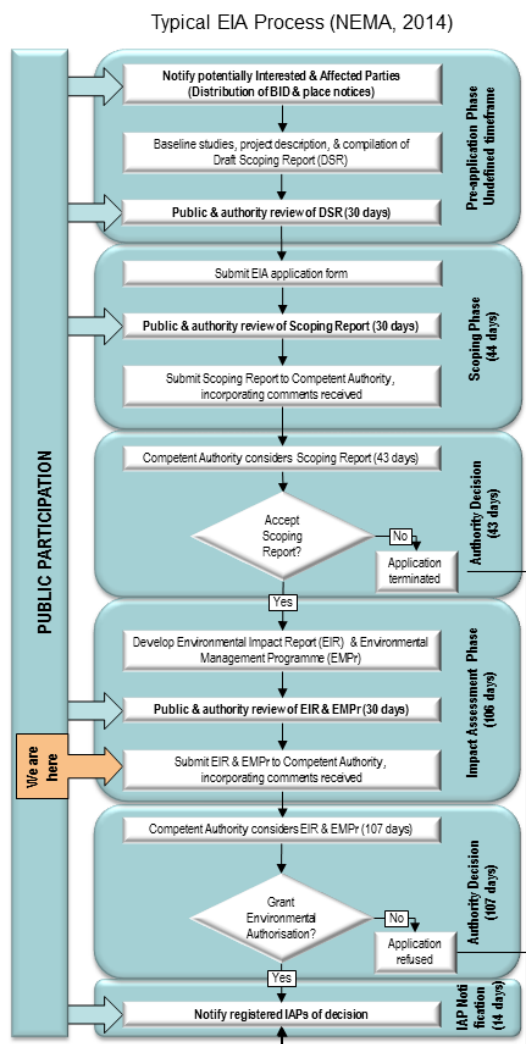 Typical EIA Process (NEMA, 2014)
PUBLIC PARTICIPATION
We are
here
Notify potentially Interested & Affected Parties
(Distribution of BID & place notices)
Baseline studies, project description, & compilation of
Draft Scoping Report (DSR)
Public & authority review of DSR (30 days)
Pre-application Phase
Undefined timeframe
Submit EIA application form
Public & authority review of Scoping Report (30 days)
Submit Scoping Report to Competent Authority,
incorporating comments received
Scoping Phase
(44 days)
Competent Authority considers Scoping Report (43 days)
Accept
Scoping
Report?
No
Application
terminated
Yes
Authority Decision
(43 days)
Develop Environmental Impact Report (EIR) & Environmental
Management Programme (EMPr)
Public & authority review of EIR & EMPr (30 days)
Submit EIR & EMPr to Competent Authority,
incorporating comments received
Impact Assessment Phase
(106 days)
Competent Authority considers EIR & EMPr (107 days)
Grant
Environmental
Authorisation?
No
Application
refused
Yes
Authority Decision
(107 days)
Notify registered IAPs of decision
IAP Noti
fication
(14 days)